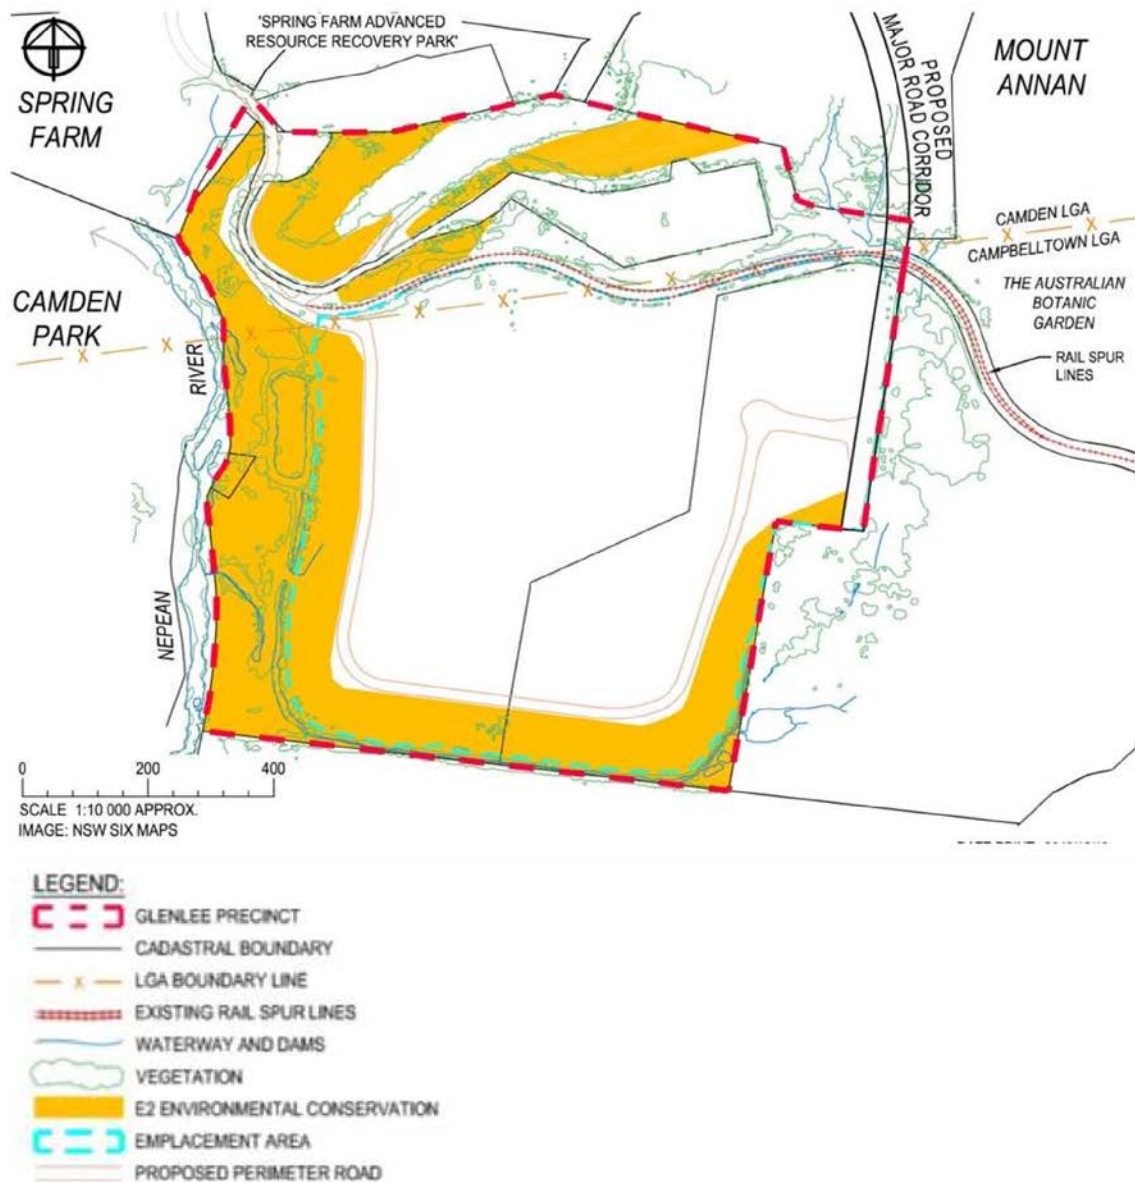 'SPRING FARM ADVANCED
RESOURCE RECOVERY PARK'
SPRING
FARM
MOUNT
ANNAN
PROPOSED
MAJOR ROAD CORRIDOR
CAMDEN LGA
CAMPBELLTOWN LGA
THE AUSTRALIAN
BOTANIC
GARDEN
CAMDEN
PARK
RAIL SPUR
LINES
NEPEAN
RIVER
0 200 400
SCALE 1:10 000 APPROX.
IMAGE: NSW SIX MAPS
LEGEND:
GLENLEE PRECINCT
CADASTRAL BOUNDARY
X LGA BOUNDARY LINE
EXISTING RAIL SPUR LINES
WATERWAY AND DAMS
VEGETATION
E2 ENVIRONMENTAL CONSERVATION
EMPLACEMENT AREA
PROPOSED PERIMETER ROAD